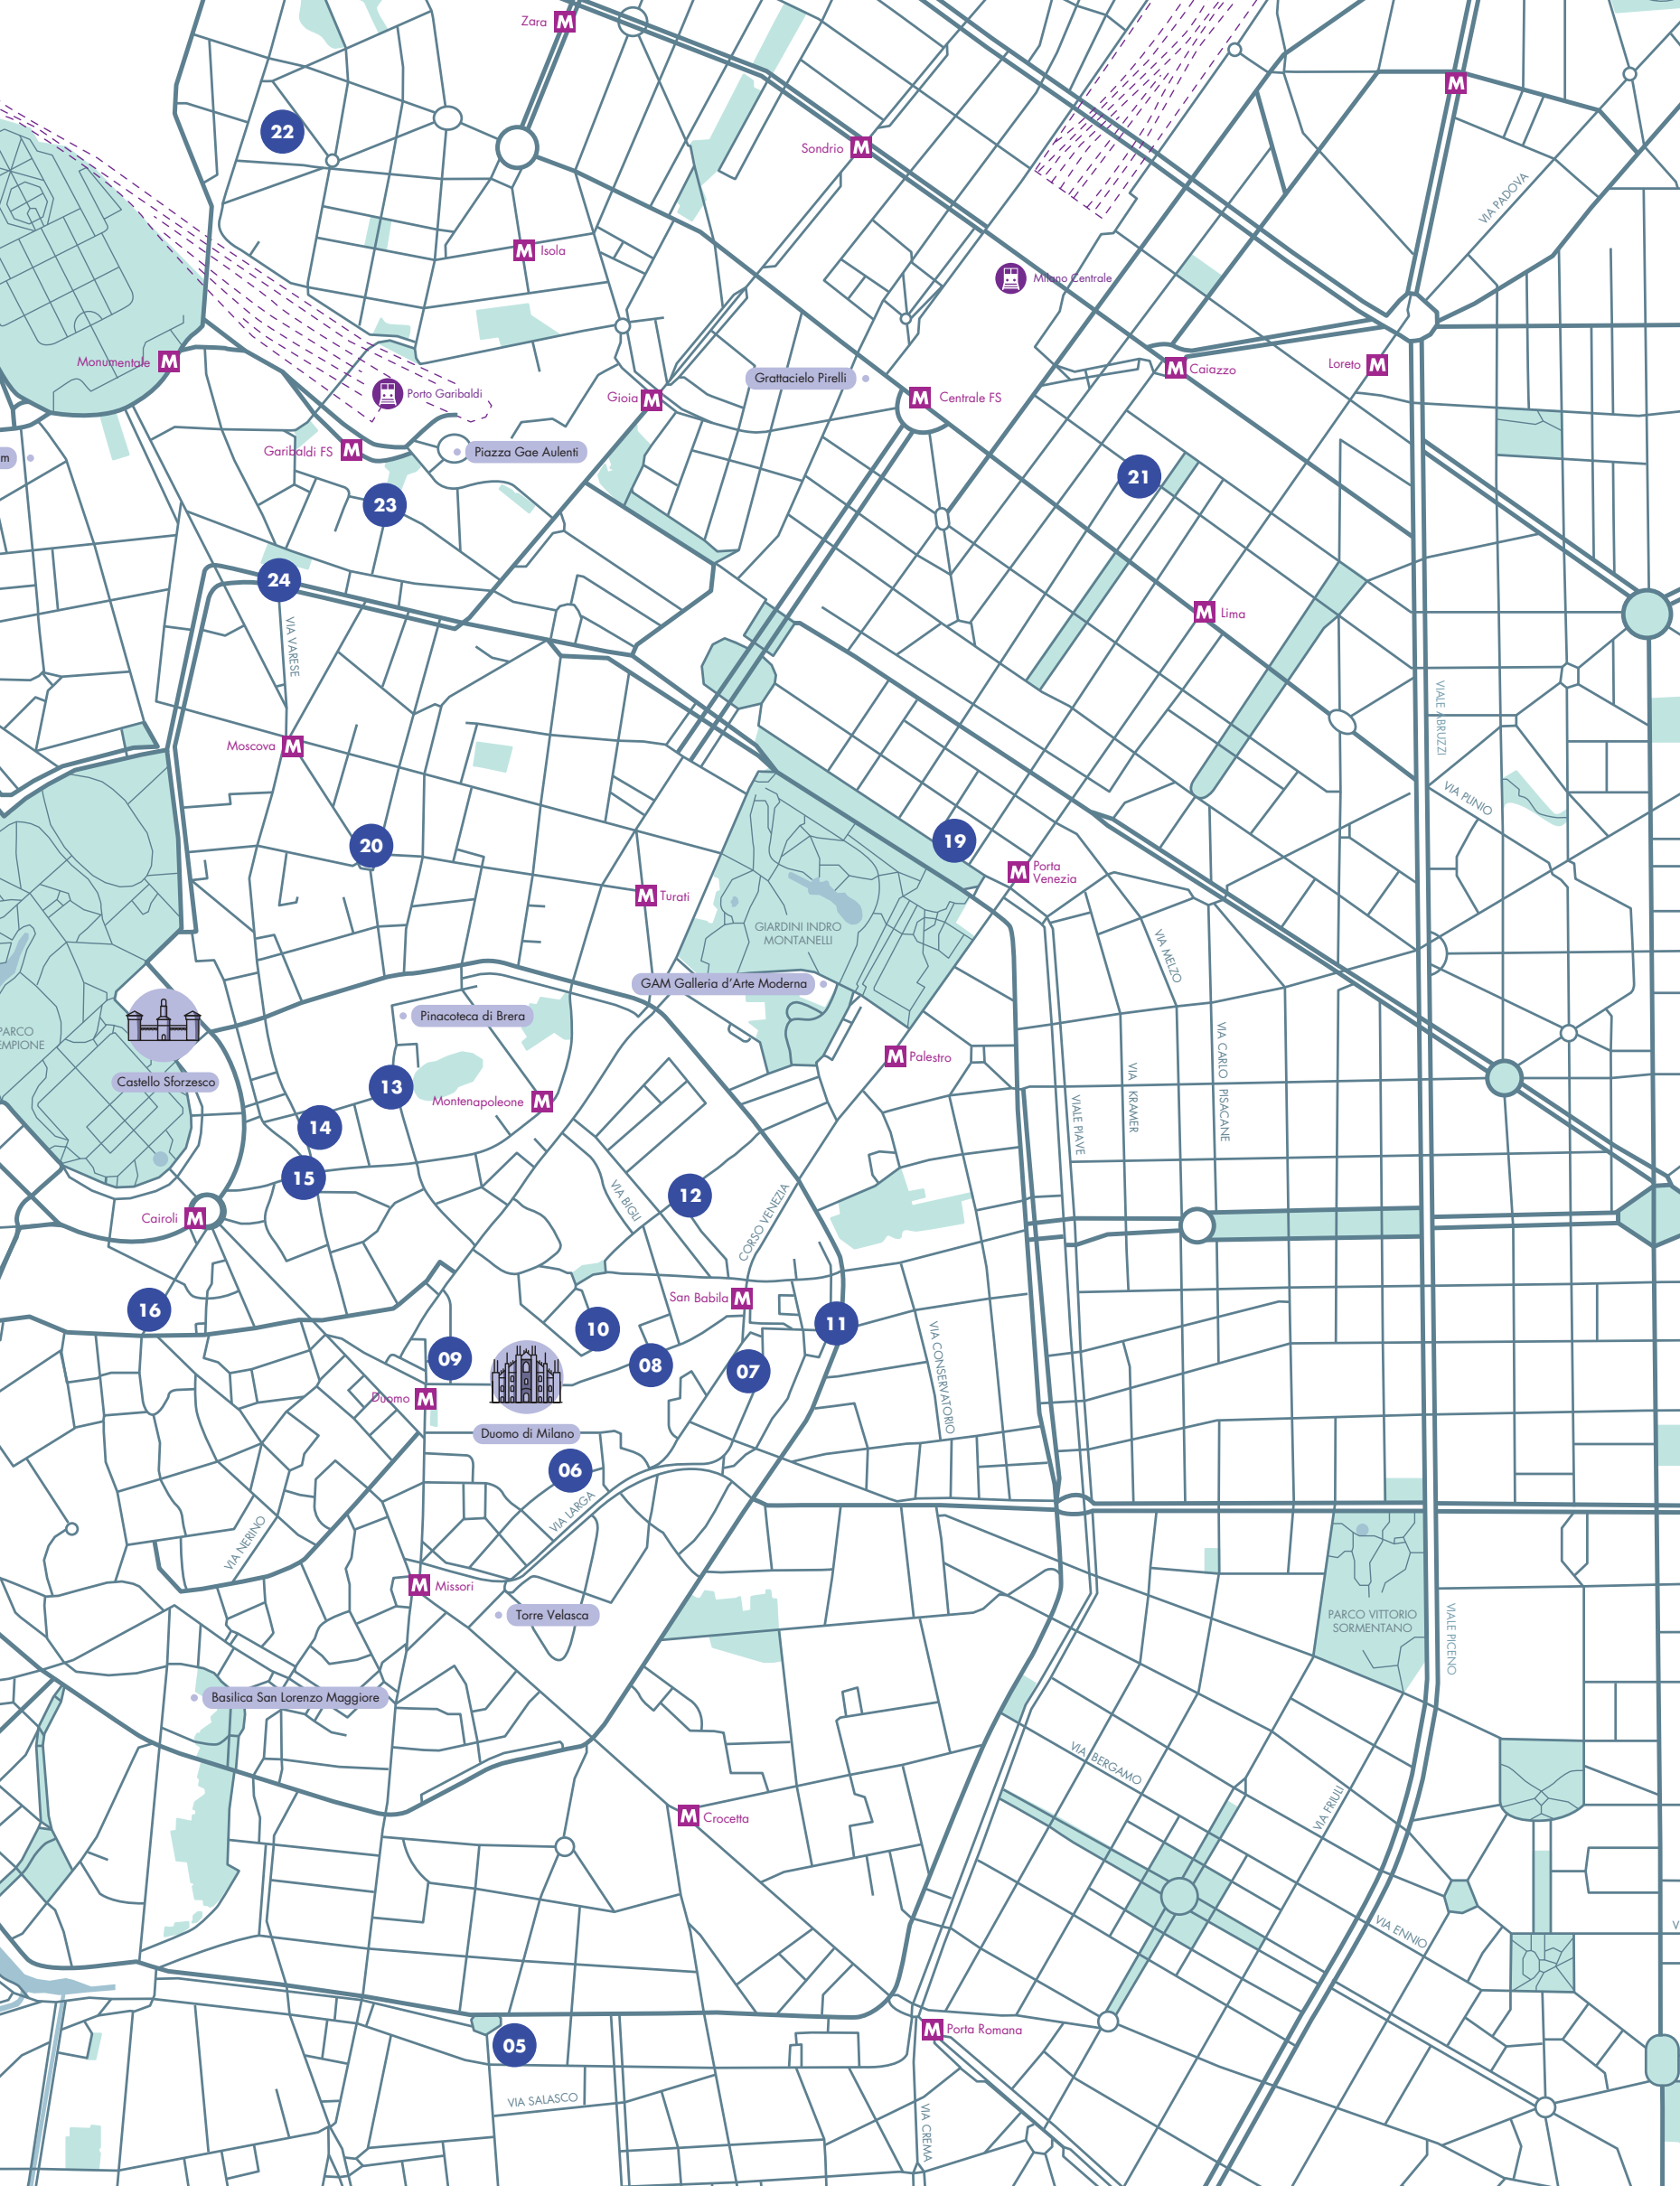 Zara M
M
22
Sondrio M
VIA PADOVA
M Isola
Milano Centrale
Monumentale M
M Caiazzo
Loreto M
Grattacielo Pirelli
Porto Garibaldi
Gioia M
M Centrale FS
Garibaldi FS M
Piazza Gae Aulenti
m
21
23
24
M Lima
VIA VARESE
VIALE ABRUZZI
Moscova M
VIA PLINIO
20
19
M Porta
Venezia
M Turati
GIARDINI INDRO
MONTANELLI
VIA MELZO
GAM Galleria d'Arte Moderna
Pinacoteca di Brera
PARCO
EMPIONE
M Palestro
VIA CARLO PISACANE
VIA KRAMER
VIALE PIAVE
Castello Sforzesco
13
Montenapoleone M
14
15
12
VIA BIGLI
CORSO VENEZIA
Cairoli M
San Babila M
16
11
10
09
08
07
VIA CONSERVATORIO
Duomo M
Duomo di Milano
06
VIA LARGA
VIA NERINO
M Missori
Torre Velasca
PARCO VITTORIO
SORMENTANO
VIALE PICENO
Basilica San Lorenzo Maggiore
VIA BERGAMO
VIA FRIULI
M Crocetta
VIA ENNIO
V
M Porta Romana
05
VIA SALASCO
VIA CREMA